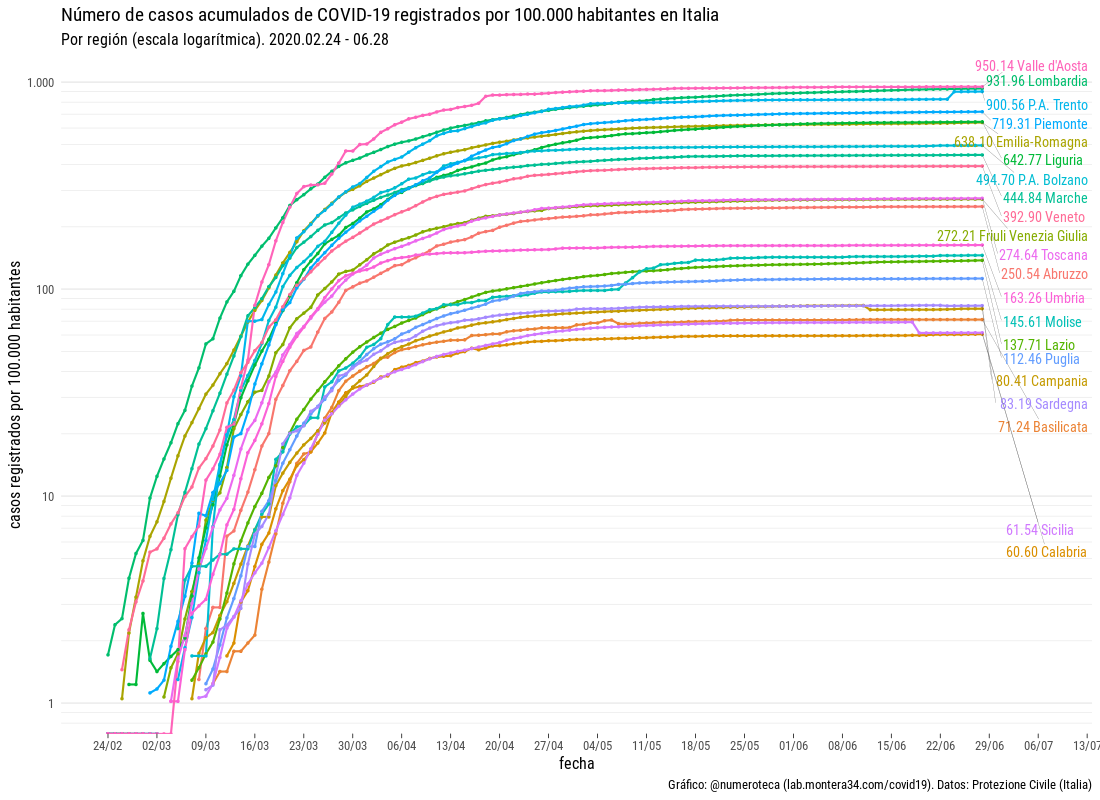 Número de casos acumulados de COVID-19 registrados por 100.000 habitantes en Italia
Por región (escala logarítmica). 2020.02.24 - 06.28
casos registrados por 100.000 habitantes
1.000
100
10
1
950.14 Valle d'Aosta
931.96 Lombardia
900.56 P.A. Trento
719.31 Piemonte
638.10 Emilia-Romagna
642.77 Liguria
494.70 P.A. Bolzano
444.84 Marche
392.90 Veneto
272.21 Friuli Venezia Giulia
274.64 Toscana
250.54 Abruzzo
163.26 Umbria
145.61 Molise
137.71 Lazio
112.46 Puglia
80.41 Campania
83.19 Sardegna
71.24 Basilicata
61.54 Sicilia
60.60 Calabria
24/02 02/03 09/03 16/03 23/03 30/03 06/04 13/04 20/04 27/04 04/05 11/05 18/05 25/05 01/06 08/06 15/06 22/06 29/06 06/07 13/07
fecha
Gráfico: @numeroteca (lab.montera34.com/covid19). Datos: Protezione Civile (Italia)